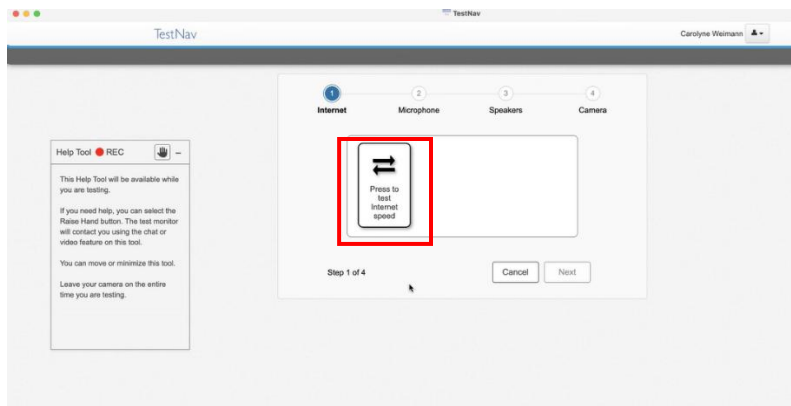 TestNav
TestNav
Carolyne Weimann
1
2
3
4
Internet
Microphone
Speakers
Camera
Help Tool REC
This Help Tool will be available while
you are testing.
If you need help, you can select the
Raise Hand button. The test monitor
will contact you using the chat or
video feature on this tool.
You can move or minimize this tool.
Leave your camera on the entire
time you are testing.
Press to
test
Internet
speed
Step 1 of 4
Cancel
Next